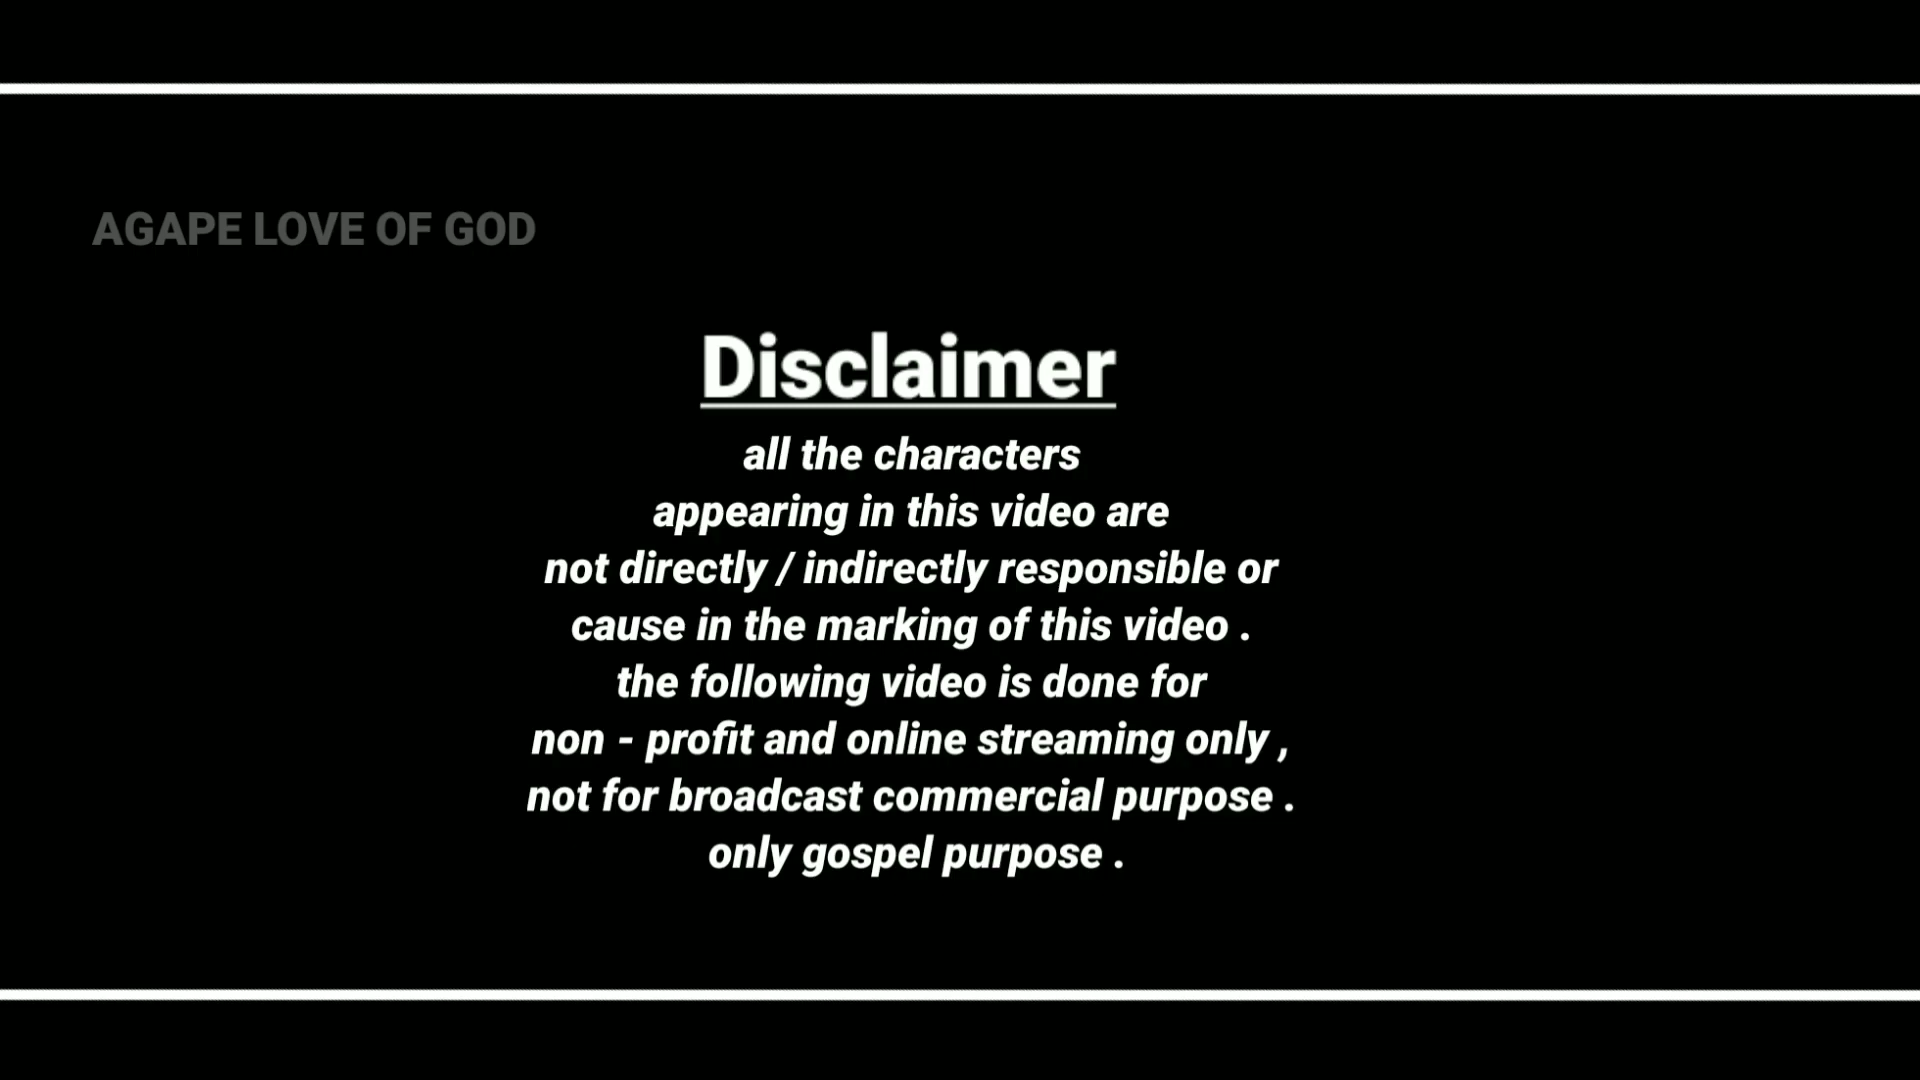 AGAPE LOVE OF GOD
Disclaimer
all the characters
appearing in this video are
not directly / indirectly responsible or
cause in the marking of this video .
the following video is done for
non - profit and online streaming only ,
not for broadcast commercial purpose .
only gospel purpose .